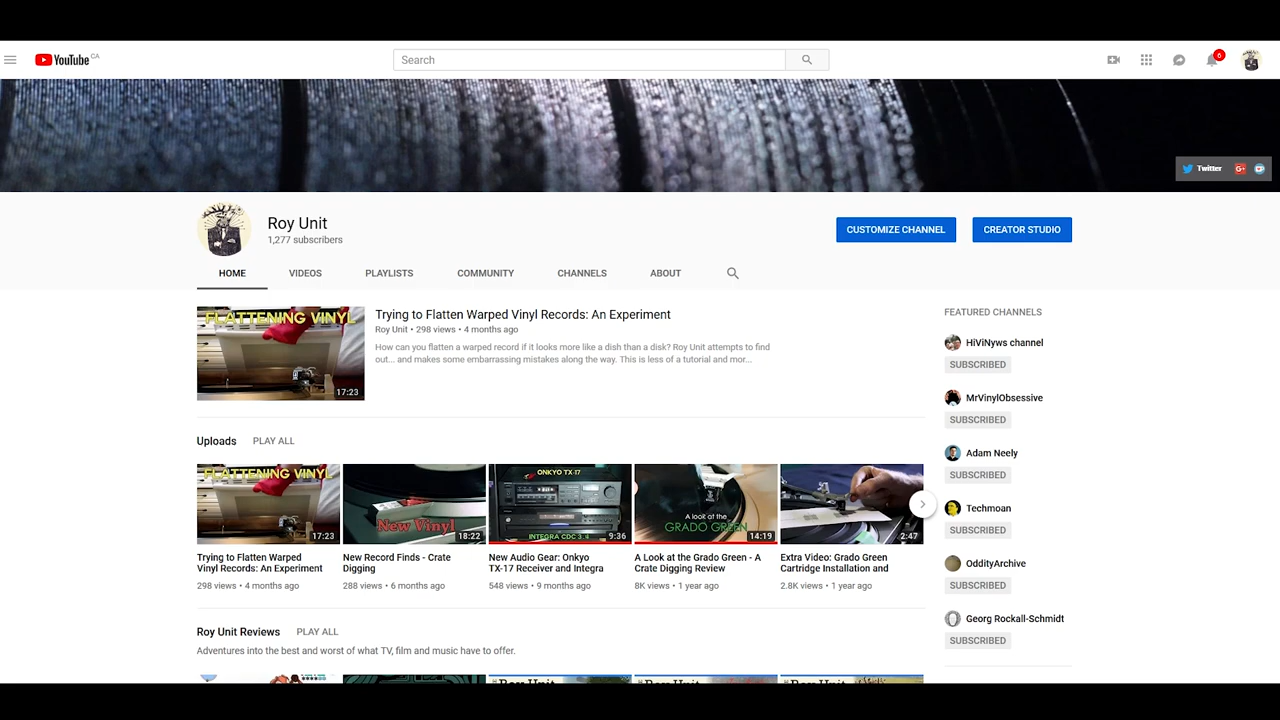 YouTube CA
Search
6
Twitter
G+
Roy Unit
1,277 subscribers
CUSTOMIZE CHANNEL
CREATOR STUDIO
HOME
VIDEOS
PLAYLISTS
COMMUNITY
CHANNELS
ABOUT
FLATTENING VINYL
17:23
Trying to Flatten Warped Vinyl Records: An Experiment
Roy Unit • 298 views • 4 months ago
How can you flatten a warped record if it looks more like a dish than a disk? Roy Unit attempts to find
out... and makes some embarrassing mistakes along the way. This is less of a tutorial and mor...
FEATURED CHANNELS
HiViNyws channel
SUBSCRIBED
MrVinylObsessive
SUBSCRIBED
Adam Neely
SUBSCRIBED
Techmoan
SUBSCRIBED
OddityArchive
SUBSCRIBED
Georg Rockall-Schmidt
SUBSCRIBED
Uploads PLAY ALL
FLATTENING VINYL
17:23
Trying to Flatten Warped
Vinyl Records: An Experiment
298 views • 4 months ago
New Vinyl
18:22
New Record Finds - Crate
Digging
288 views • 6 months ago
ONKYO TX-17
INTEGRA CDC 3.4
9:36
New Audio Gear: Onkyo
TX-17 Receiver and Integra
548 views • 9 months ago
A look at the
GRADO GREEN
14:19
A Look at the Grado Green - A
Crate Digging Review
8K views • 1 year ago
2:47
Extra Video: Grado Green
Cartridge Installation and
2.8K views • 1 year ago
Roy Unit Reviews PLAY ALL
Adventures into the best and worst of what TV, film and music have to offer.
Roy Unit
Roy Unit
Roy Unit